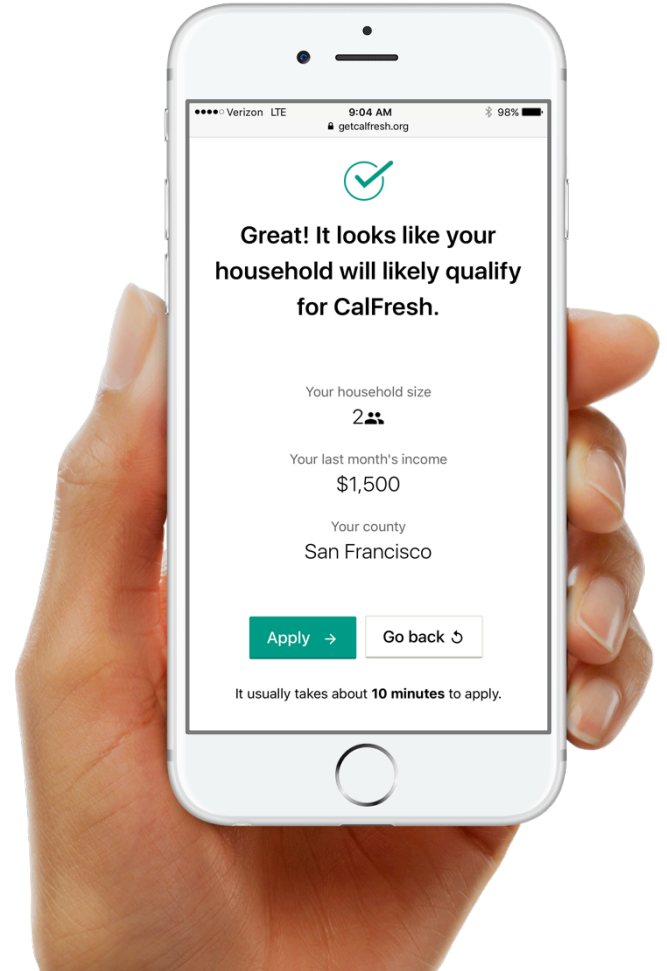 Verizon LTE 9:04 AM 98%
getcalfresh.org
Great! It looks like your
household will likely qualify
for CalFresh.
Your household size
2
Your last month's income
$1,500
Your county
San Francisco
Apply → Go back
It usually takes about 10 minutes to apply.